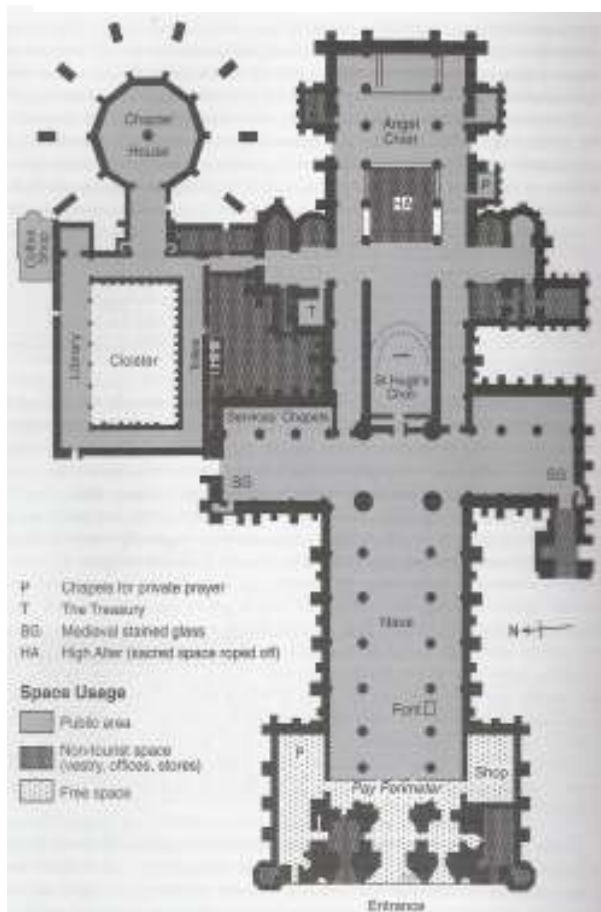 Chapter
House
Angel
Choir
P
HA
Coffee
Shop
Library
Cloister
Toilets
T
P
St Hugh's
Choir
Services Chapels
BG
BG
P Chapels for private prayer
T The Treasury
BG Medieval stained glass
HA High Alter (sacred space roped off)
N
Nave
Space Usage
Public area
Non-tourist space
(vestry, offices, stores)
Free space
Font
P
Shop
Pay Perimeter
Entrance